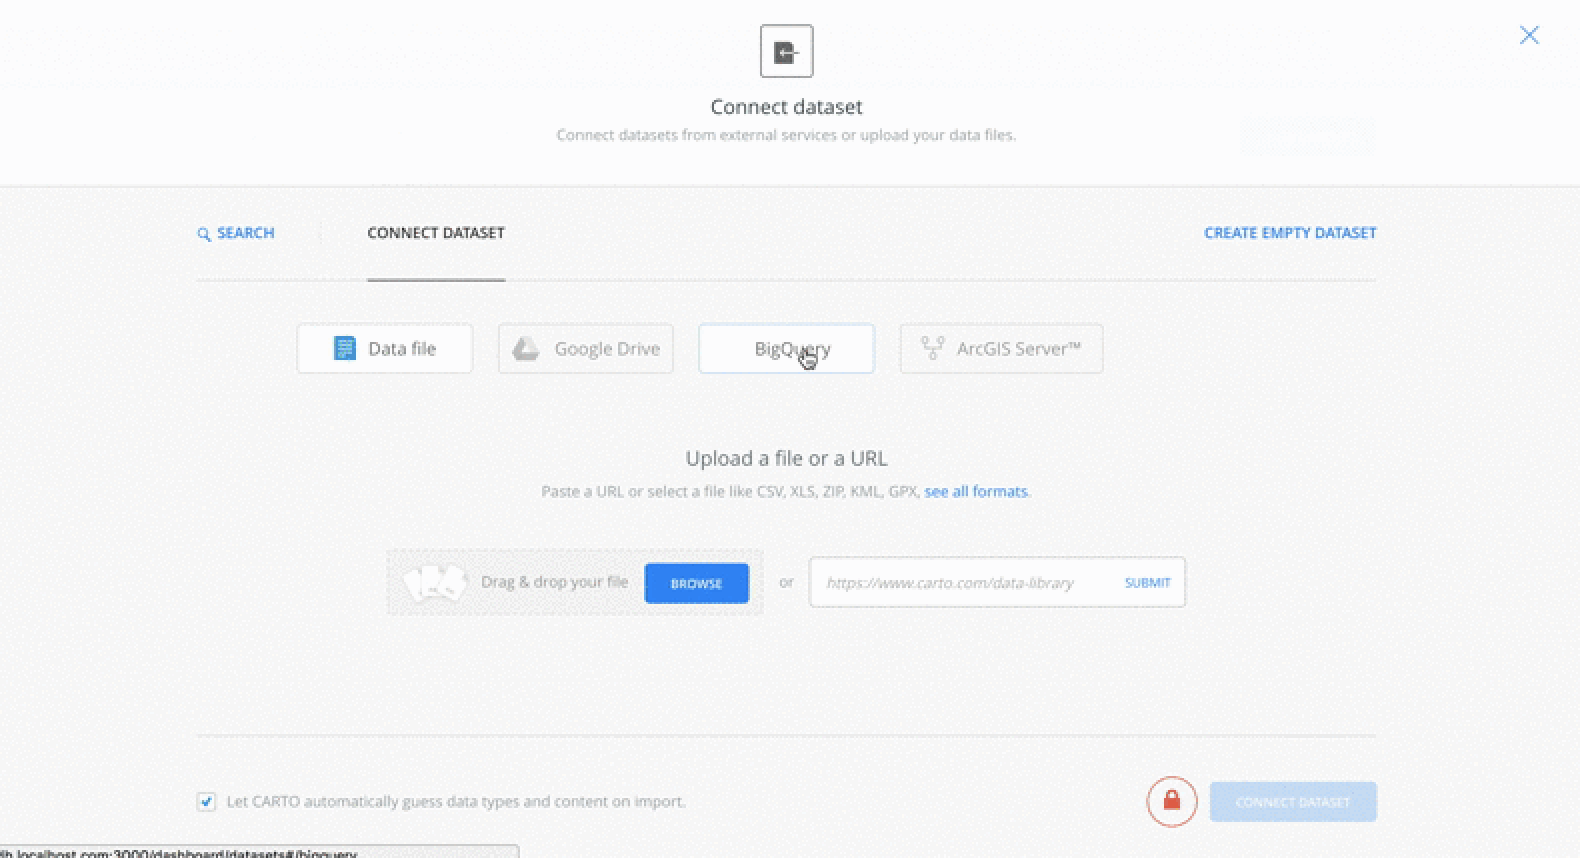 Connect dataset
Connect datasets from external services or upload your data files.
SEARCH
CONNECT DATASET
CREATE EMPTY DATASET
Data file
Google Drive
BigQuery
ArcGIS Server™
Upload a file or a URL
Paste a URL or select a file like CSV, XLS, ZIP, KML, GPX, see all formats.
Drag & drop your file
BROWSE
or
https://www.carto.com/data-library
SUBMIT
Let CARTO automatically guess data types and content on import.
CONNECT DATASET
localhost.com:3000/dashboard/datasets#/bigquery